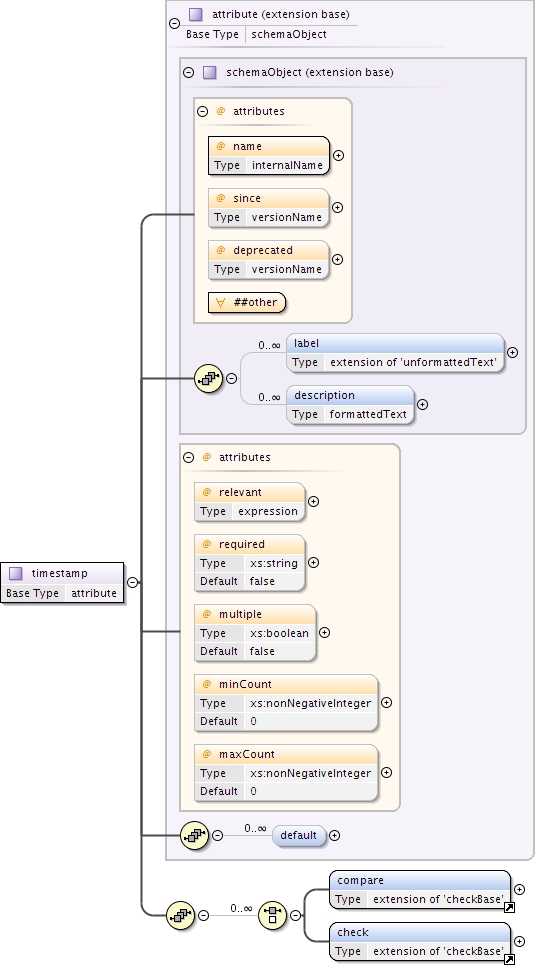 attribute (extension base)
Base Type schemaObject
schemaObject (extension base)
@ attributes
@ name
Type internalName
@ since
Type versionName
@ deprecated
Type versionName
∀ ##other
0..∞ label
Type extension of 'unformattedText'
0..∞ description
Type formattedText
@ attributes
@ relevant
Type expression
@ required
Type xs:string
Default false
timestamp
Base Type attribute
@ multiple
Type xs:boolean
Default false
@ minCount
Type xs:nonNegativeInteger
Default 0
@ maxCount
Type xs:nonNegativeInteger
Default 0
0..∞ default
compare
Type extension of 'checkBase'
0..∞
check
Type extension of 'checkBase'